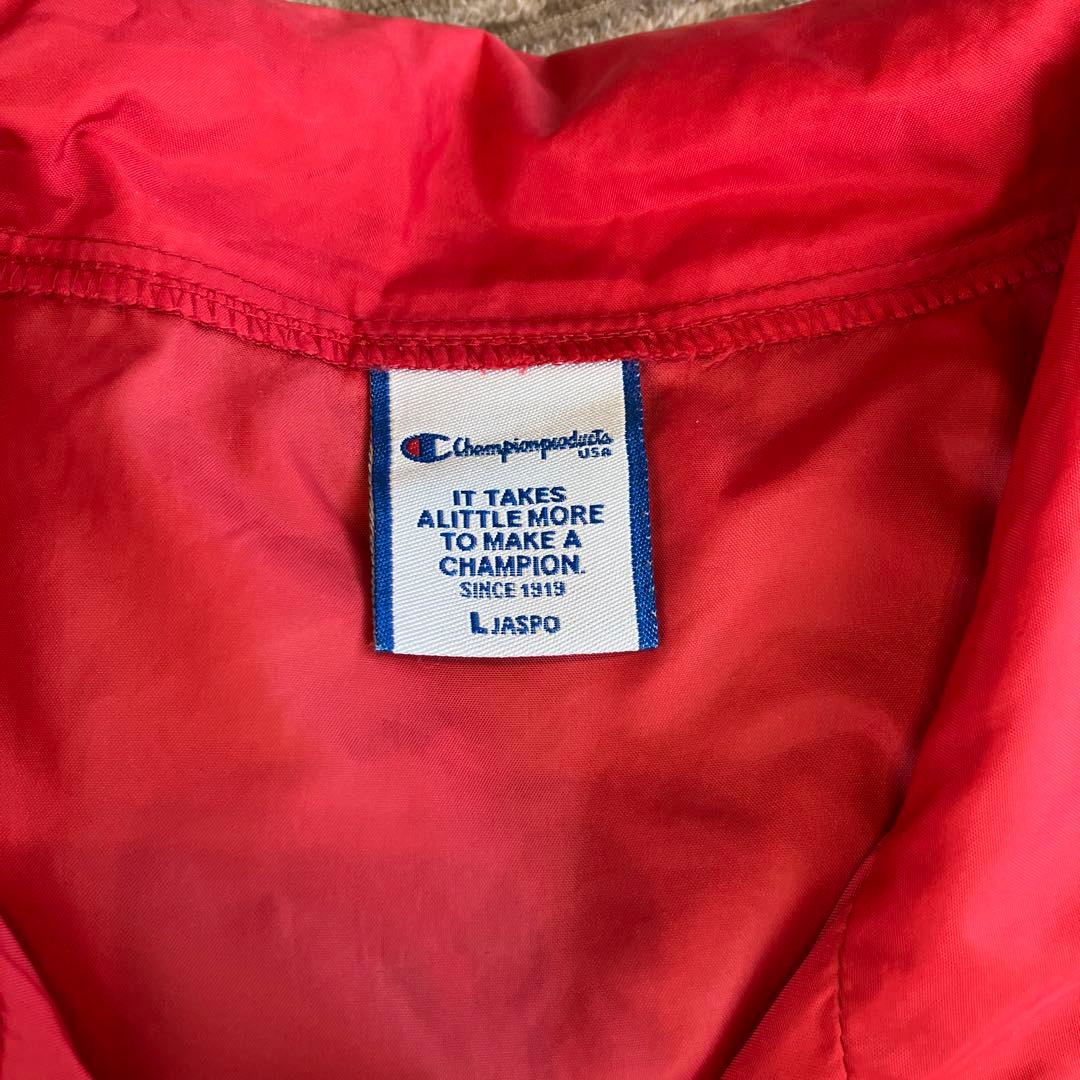 Championproducts
USA
IT TAKES
ALITTLE MORE
TO MAKE A
CHAMPION.
SINCE 1919
L JASPO